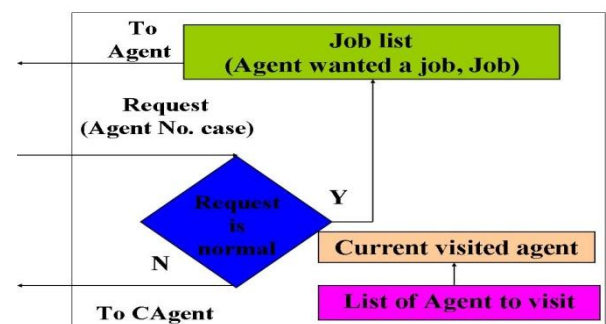 To
Agent
Job list
(Agent wanted a job, Job)
Request
(Agent No. case)
Request
is
normal
Y
N
Current visited agent
List of Agent to visit
To CAgent